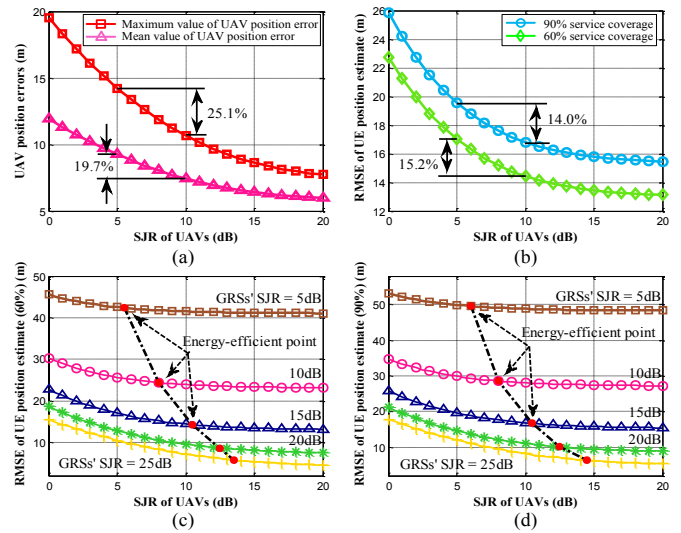 (a)
UAV position errors (m)
20
15
10
5
Maximum value of UAV position error
Mean value of UAV position error
25.1%
19.7%
0 5 10 15 20
SJR of UAVs (dB)
(b)
RMSE of UE position estimate (m)
26
24
22
20
18
16
14
12
90% service coverage
60% service coverage
14.0%
15.2%
0 5 10 15 20
SJR of UAVs (dB)
(a)
(b)
RMSE of UE position estimate (60%) (m)
50
40
30
20
10
GRSs' SJR = 5dB
Energy-efficient point
10dB
15dB
20dB
GRSs' SJR = 25dB
0 5 10 15 20
SJR of UAVs (dB)
(c)
RMSE of UE position estimate (90%) (m)
50
40
30
20
10
GRSs' SJR = 5dB
Energy-efficient point
10dB
15dB
20dB
GRSs' SJR = 25dB
0 5 10 15 20
SJR of UAVs (dB)
(d)